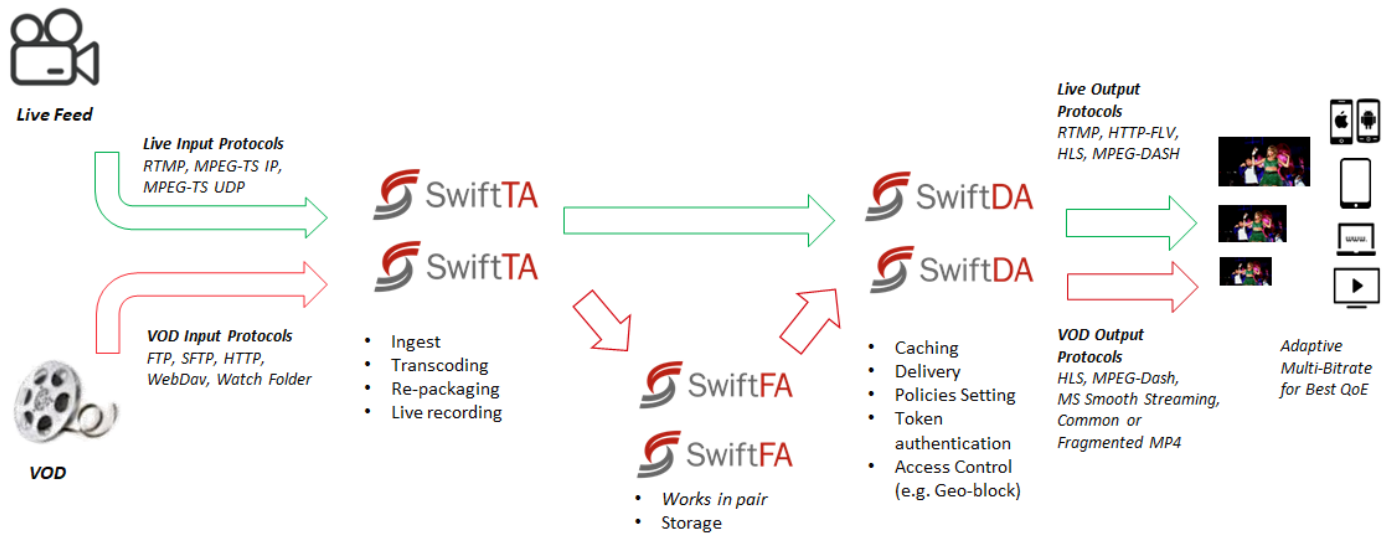 Live Feed
Live Input Protocols
RTMP, MPEG-TS IP,
MPEG-TS UDP
VOD Input Protocols
FTP, SFTP, HTTP,
WebDav, Watch Folder
VOD
SwiftTA
SwiftTA
• Ingest
• Transcoding
• Re-packaging
• Live recording
SwiftFA
SwiftFA
• Works in pair
• Storage
SwiftDA
SwiftDA
• Caching
• Delivery
• Policies Setting
• Token
authentication
• Access Control
(e.g. Geo-block)
Live Output
Protocols
RTMP, HTTP-FLV,
HLS, MPEG-DASH
VOD Output
Protocols
HLS, MPEG-Dash,
MS Smooth Streaming,
Common or
Fragmented MP4
www.
Adaptive
Multi-Bitrate
for Best QoE